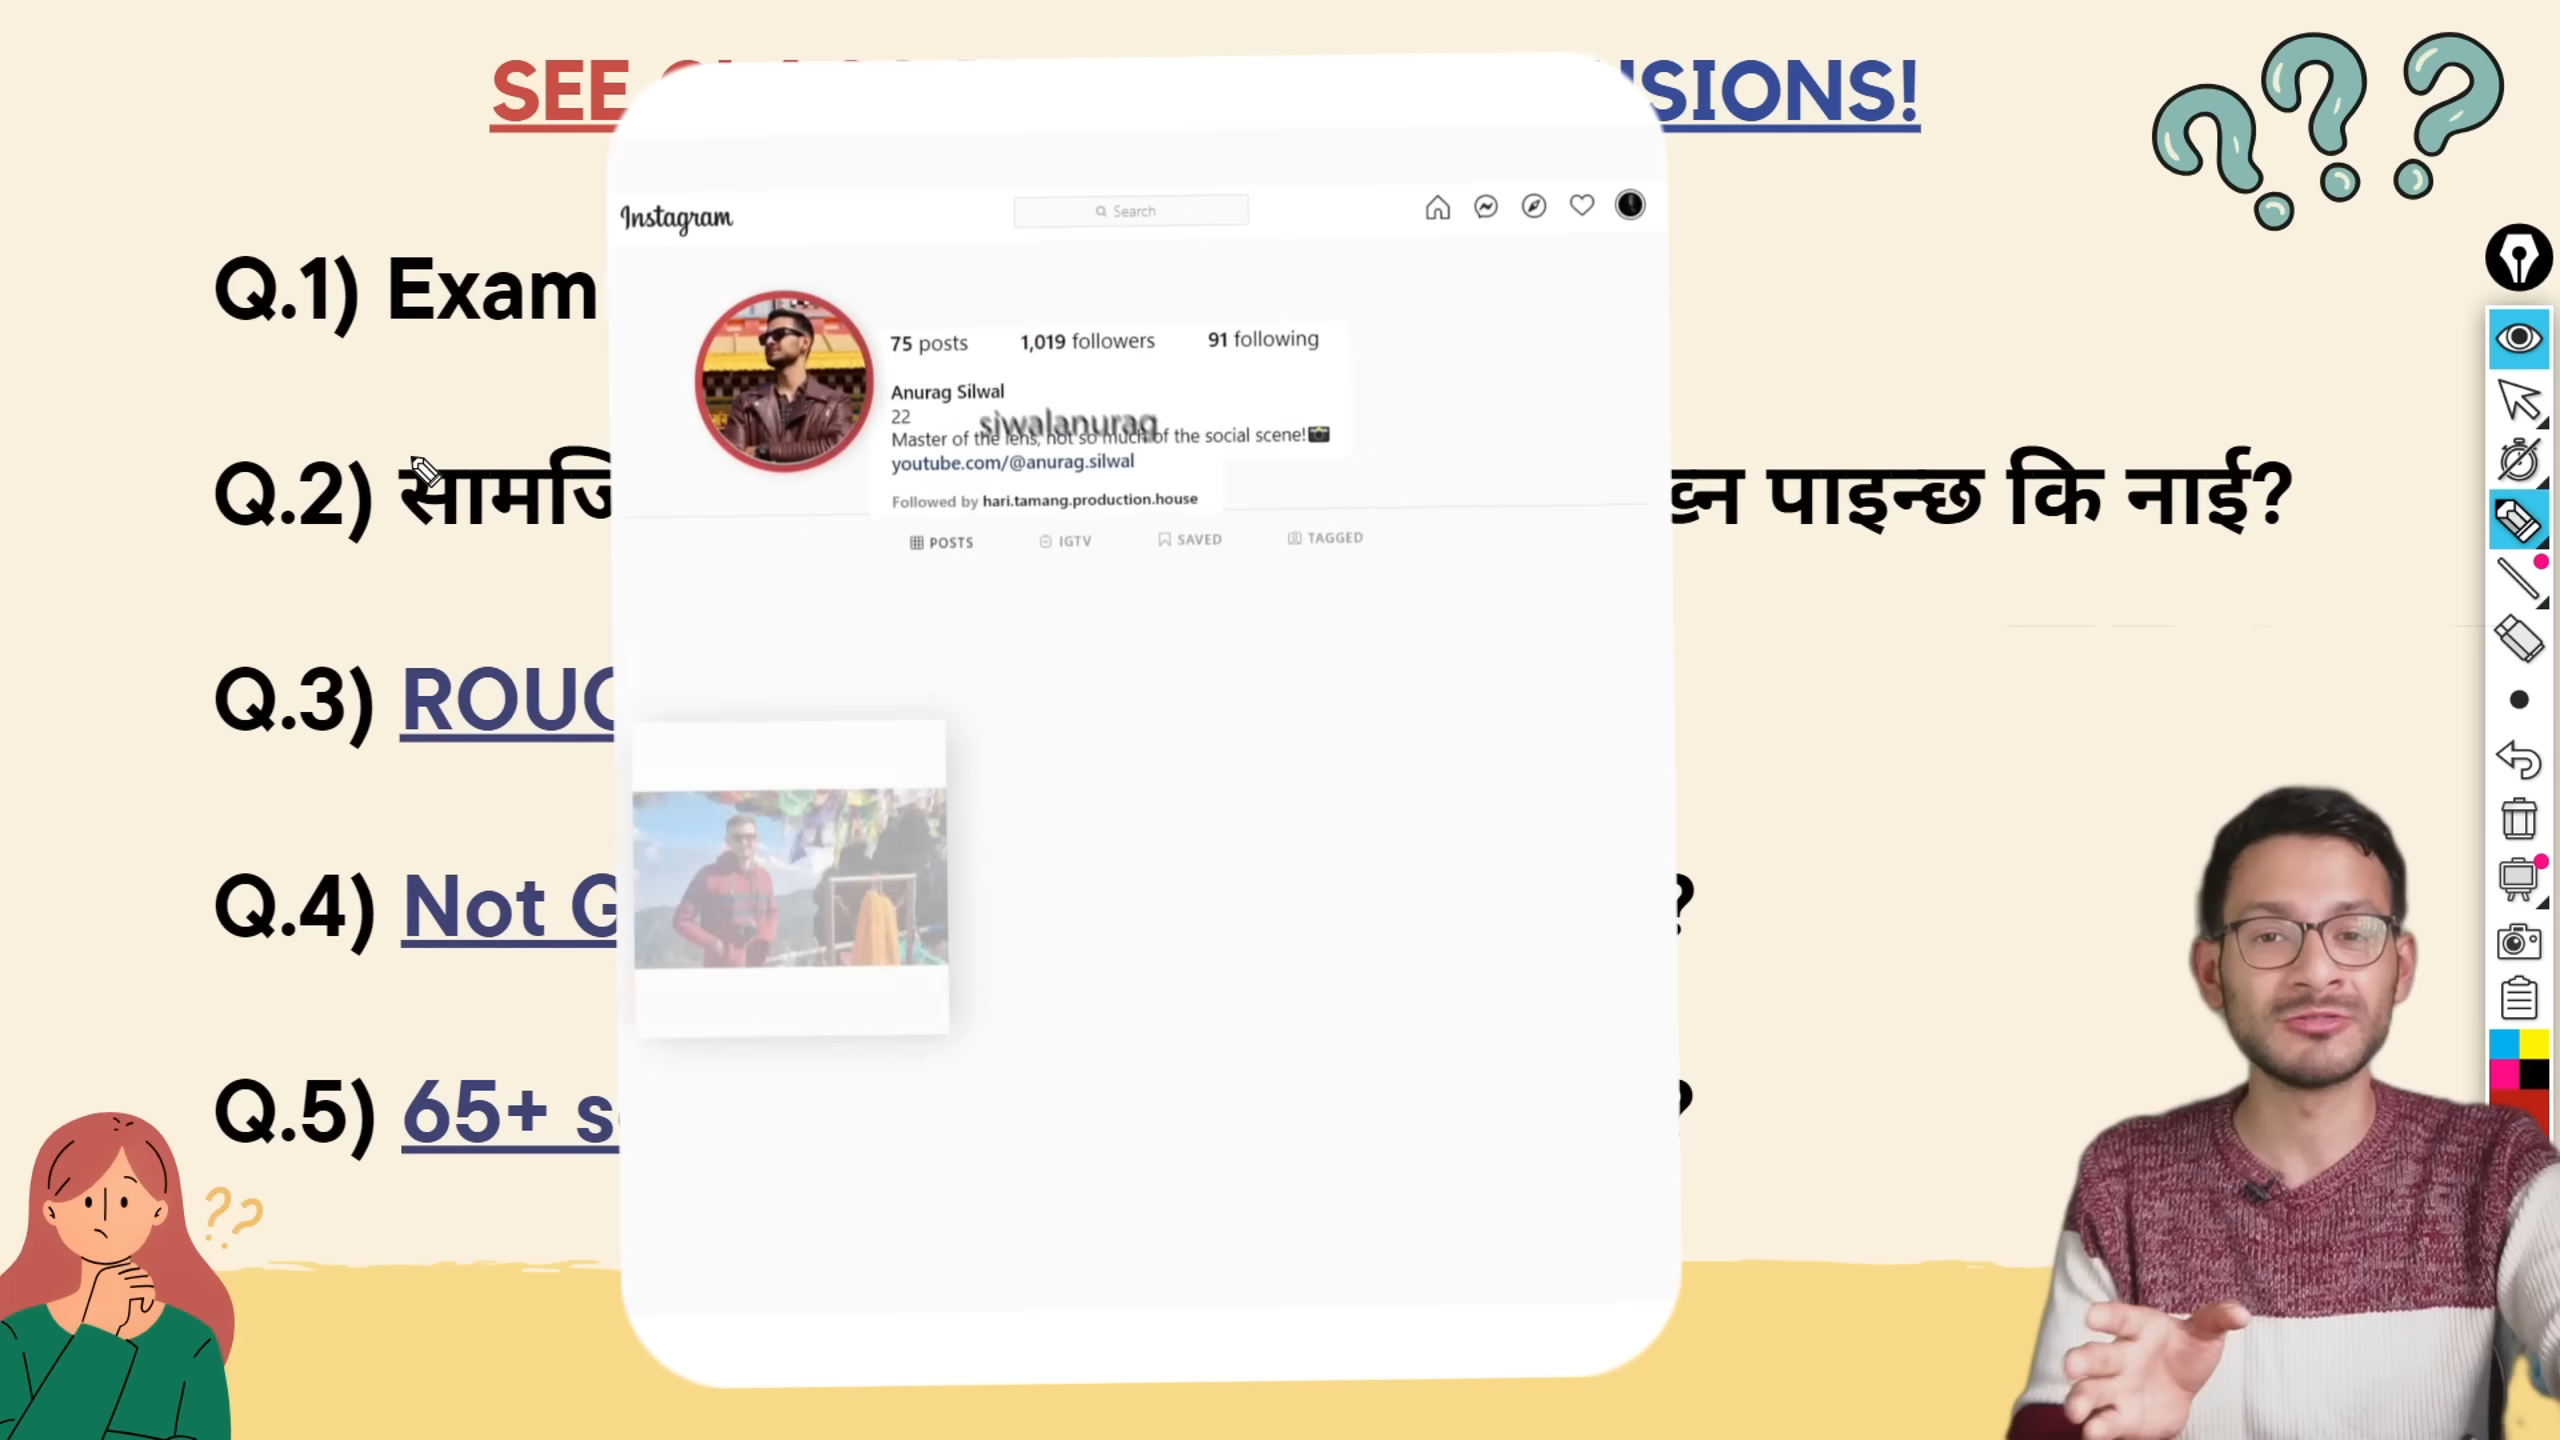 SEE
USIONS!
Q.1) Exam
Q.2) सामजि
ख्न पाइन्छ कि नाई?
Q.3) ROUG
Q.4) Not G
?
Q.5) 65+ s
?
??
Instagram
Search
75 posts 1,019 followers 91 following
Anurag Silwal
22
siwalanurag
Master of the lens, not so much of the social scene!📷
youtube.com/@anurag.silwal
Followed by hari.tamang.production.house
POSTS IGTV SAVED TAGGED